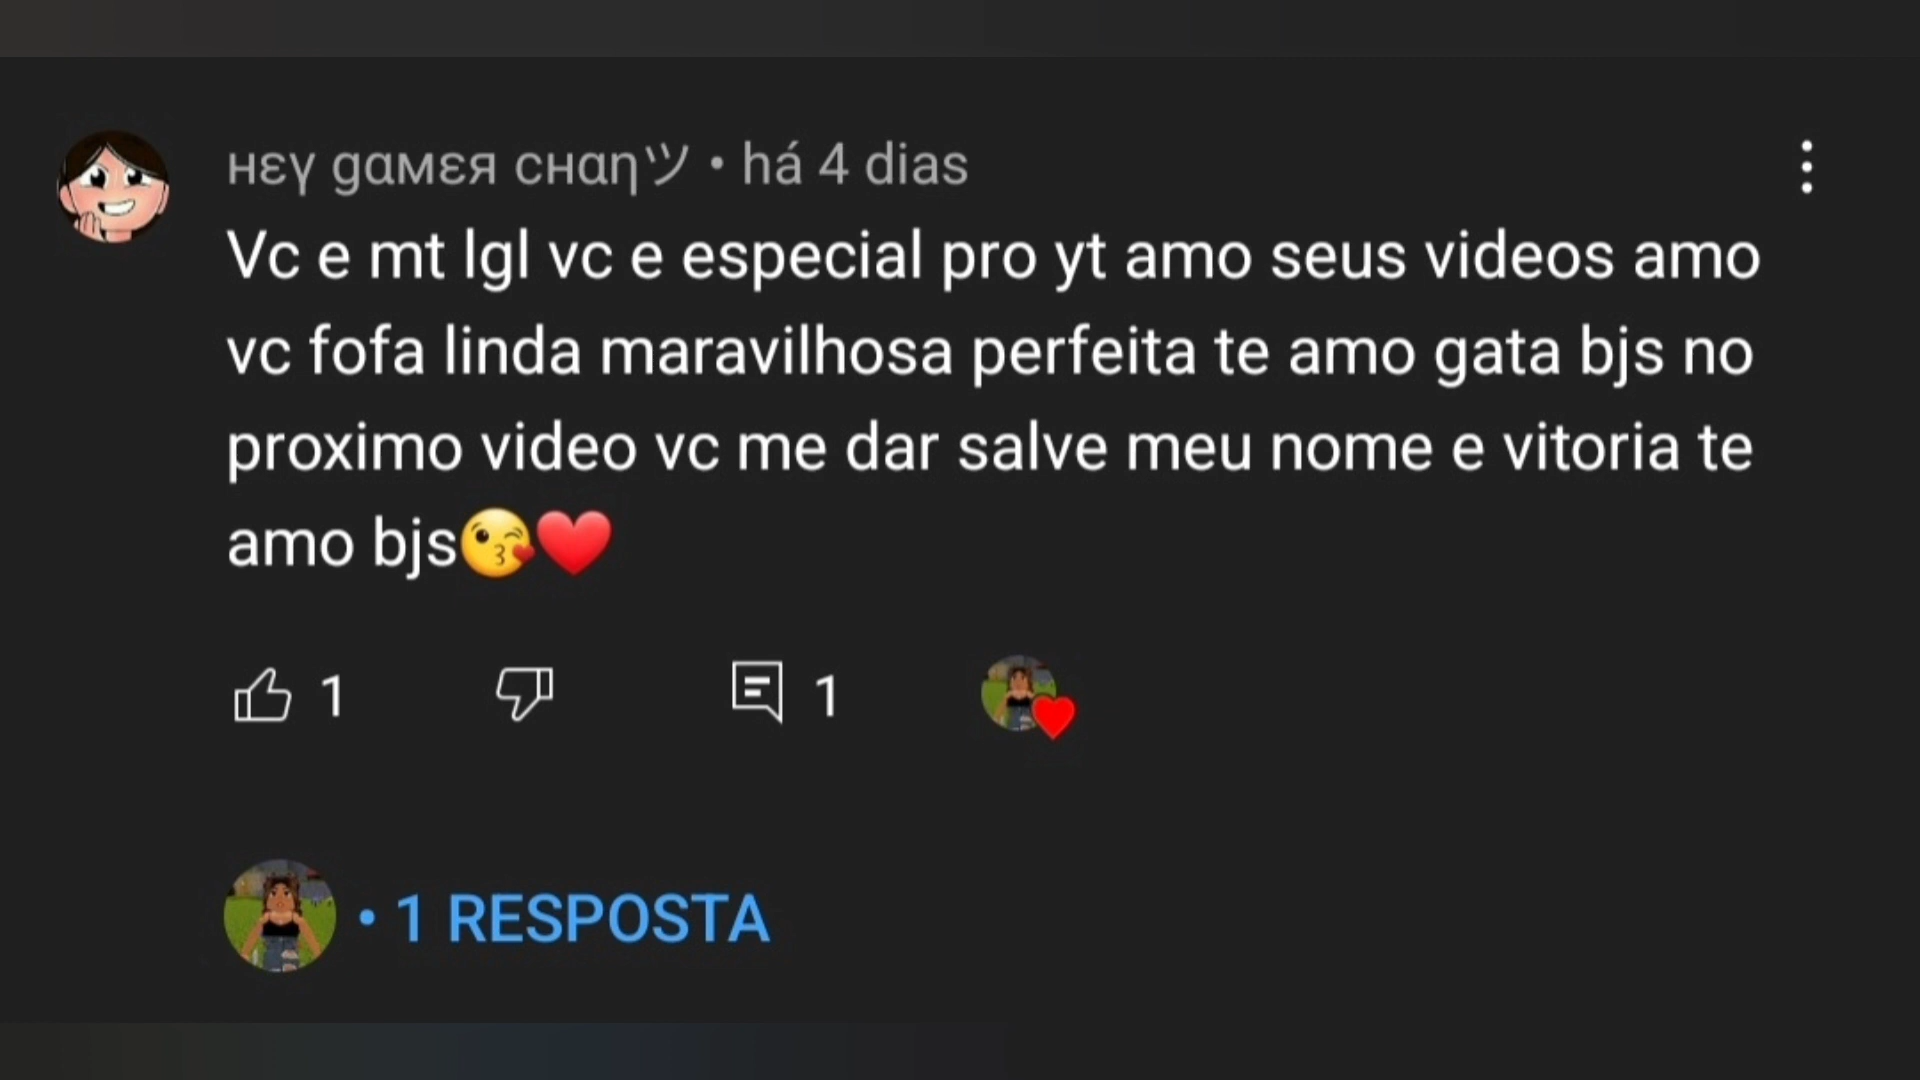 нεγ gαмεя cнαηツ • há 4 dias
Vc e mt lgl vc e especial pro yt amo seus videos amo
vc fofa linda maravilhosa perfeita te amo gata bjs no
proximo video vc me dar salve meu nome e vitoria te
amo bjs😘❤️
1 1
• 1 RESPOSTA